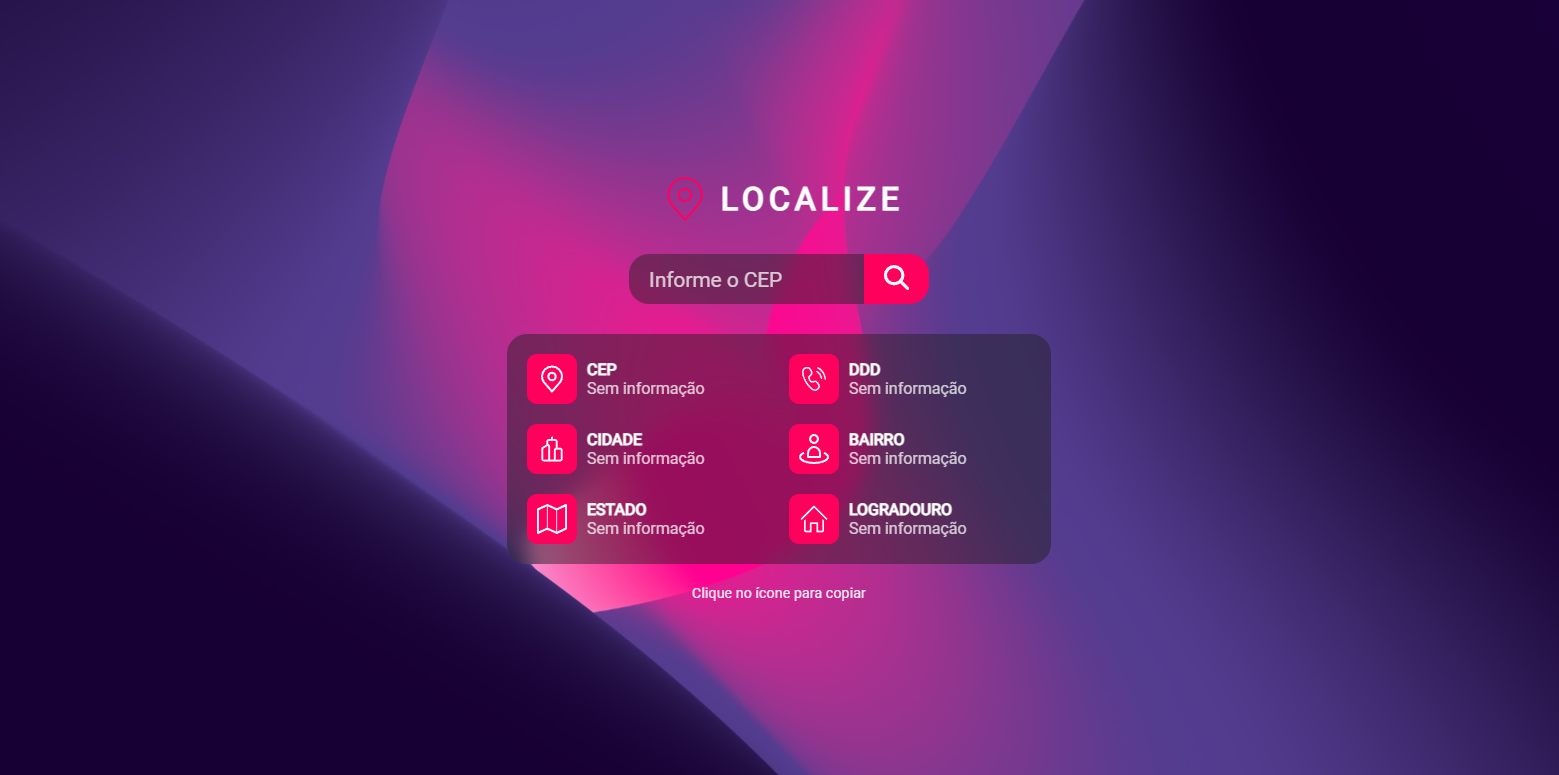 LOCALIZE
Informe o CEP
CEP
Sem informação
DDD
Sem informação
CIDADE
Sem informação
BAIRRO
Sem informação
ESTADO
Sem informação
LOGRADOURO
Sem informação
Clique no ícone para copiar